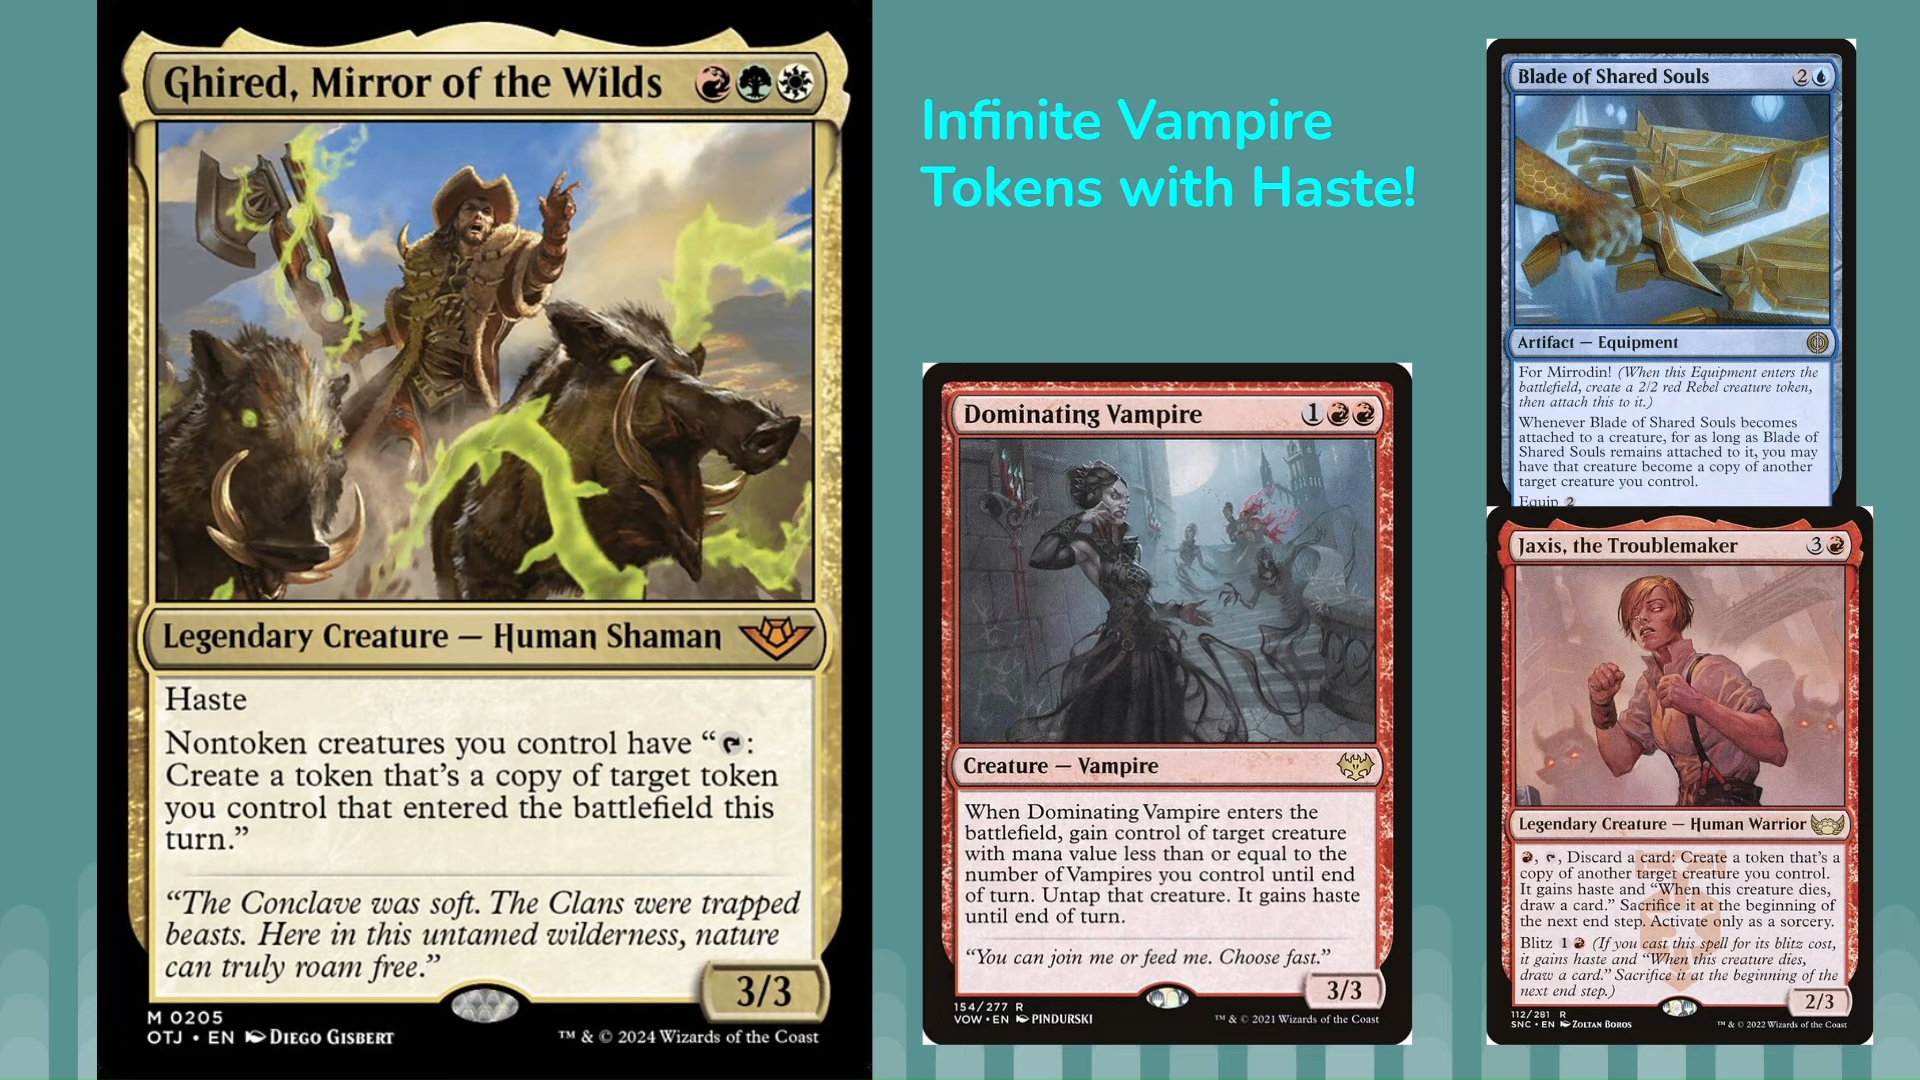 Ghired, Mirror of the Wilds
Legendary Creature — Human Shaman
Haste
Nontoken creatures you control have “ :
Create a token that’s a copy of target token
you control that entered the battlefield this
turn.”
“The Conclave was soft. The Clans were trapped
beasts. Here in this untamed wilderness, nature
can truly roam free.”
3/3
M 0205
OTJ • EN DIEGO GISBERT
™ & © 2024 Wizards of the Coast
Infinite Vampire
Tokens with Haste!
Dominating Vampire 1
Creature — Vampire
When Dominating Vampire enters the
battlefield, gain control of target creature
with mana value less than or equal to the
number of Vampires you control until end
of turn. Untap that creature. It gains haste
until end of turn.
“You can join me or feed me. Choose fast.”
3/3
154/277 R
VOW • EN PINDURSKI
™ & © 2021 Wizards of the Coast
Blade of Shared Souls 2
Artifact — Equipment
For Mirrodin! (When this Equipment enters the
battlefield, create a 2/2 red Rebel creature token,
then attach this to it.)
Whenever Blade of Shared Souls becomes
attached to a creature, for as long as Blade of
Shared Souls remains attached to it, you may
have that creature become a copy of another
target creature you control.
Equip 2
Jaxis, the Troublemaker 3
Legendary Creature — Human Warrior
, , Discard a card: Create a token that’s a
copy of another target creature you control.
It gains haste and “When this creature dies,
draw a card.” Sacrifice it at the beginning of
the next end step. Activate only as a sorcery.
Blitz 1 (If you cast this spell for its blitz cost,
it gains haste and “When this creature dies,
draw a card.” Sacrifice it at the beginning of the
next end step.)
2/3
112/281 R
SNC • EN ZOLTAN BOROS
™ & © 2022 Wizards of the Coast